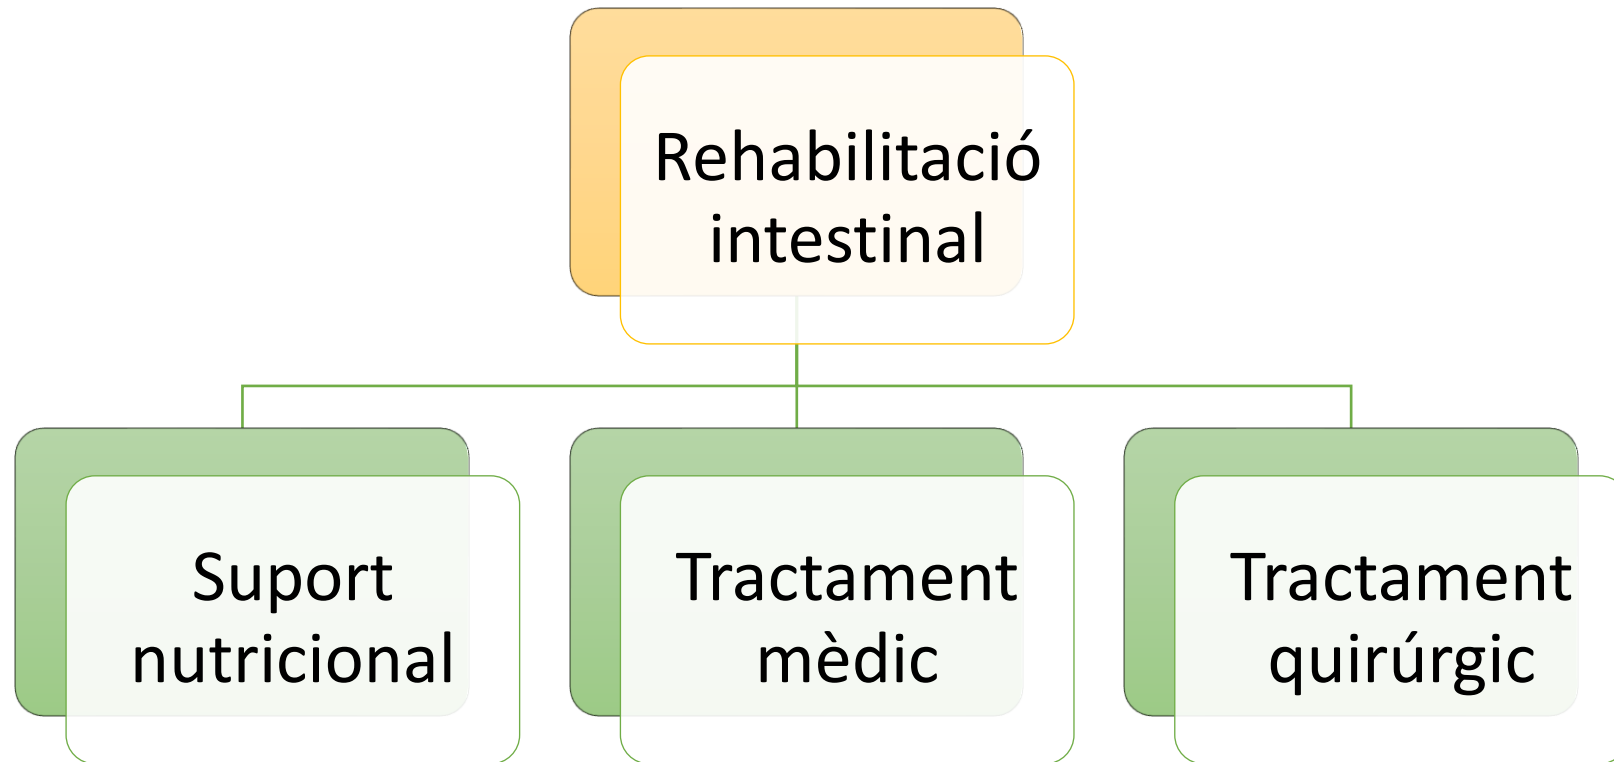 Rehabilitació
intestinal
Suport
nutricional
Tractament
mèdic
Tractament
quirúrgic